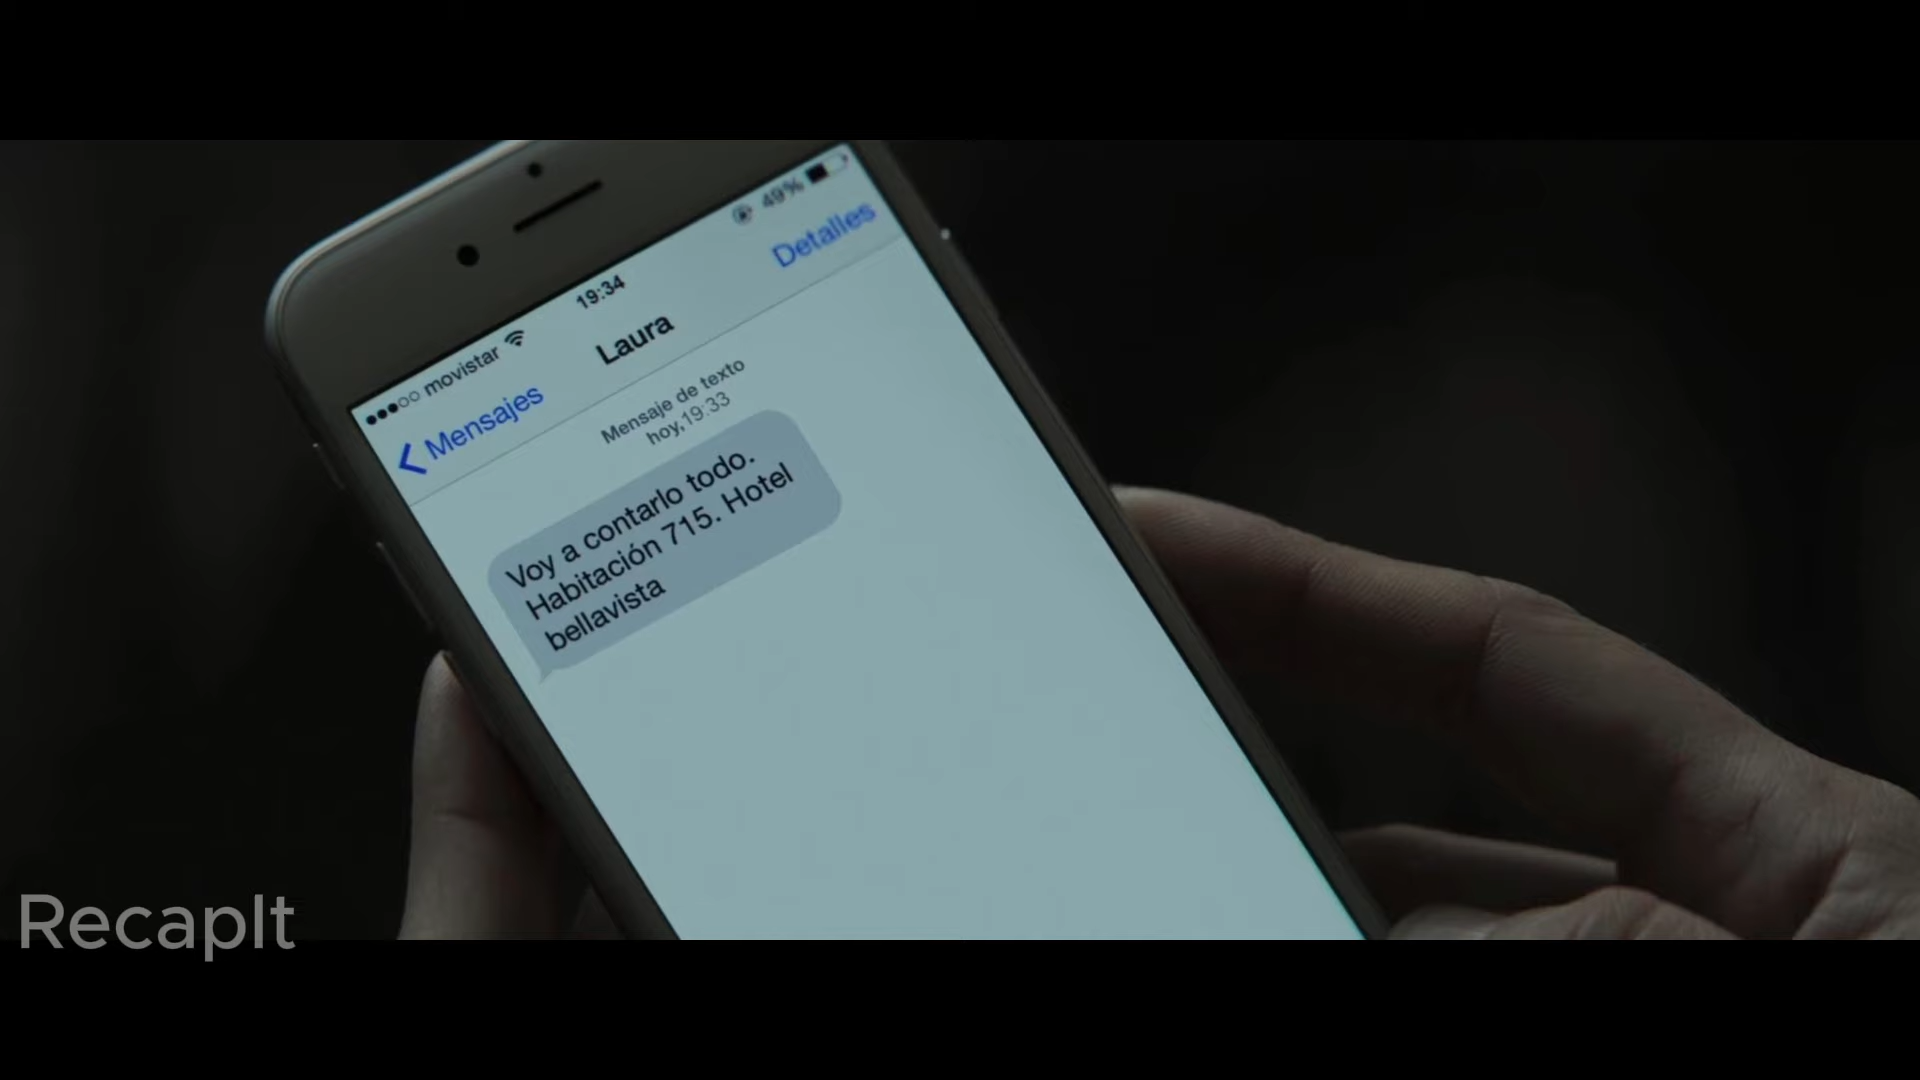 movistar 19:34 49%
Mensajes Laura Detalles
Mensaje de texto
hoy,19:33
Voy a contarlo todo.
Habitación 715. Hotel
bellavista
RecapIt